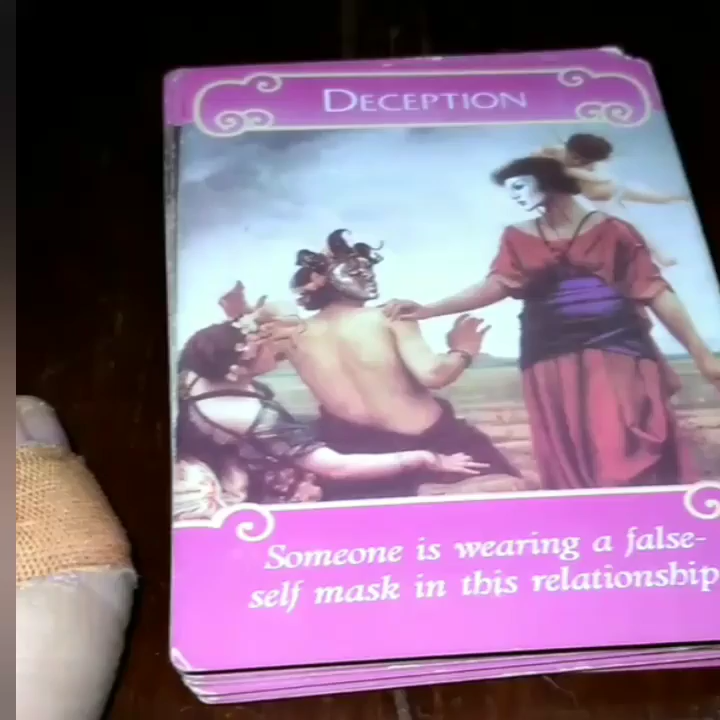 DECEPTION
Someone is wearing a false-
self mask in this relationship